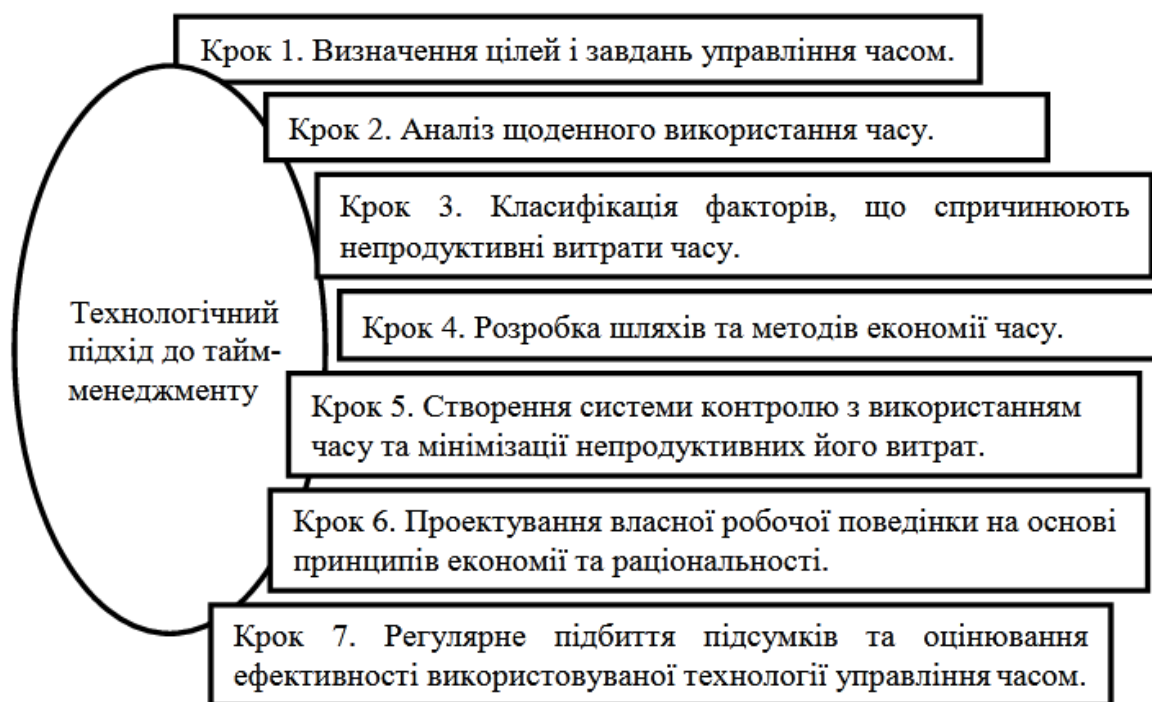 Крок 1. Визначення цілей і завдань управління часом.
Крок 2. Аналіз щоденного використання часу.
Крок 3. Класифікація факторів, що спричинюють
непродуктивні витрати часу.
Технологічний
підхід до тайм-
менеджменту
Крок 4. Розробка шляхів та методів економії часу.
Крок 5. Створення системи контролю з використанням
часу та мінімізації непродуктивних його витрат.
Крок 6. Проектування власної робочої поведінки на основі
принципів економії та раціональності.
Крок 7. Регулярне підбиття підсумків та оцінювання
ефективності використовуваної технології управління часом.